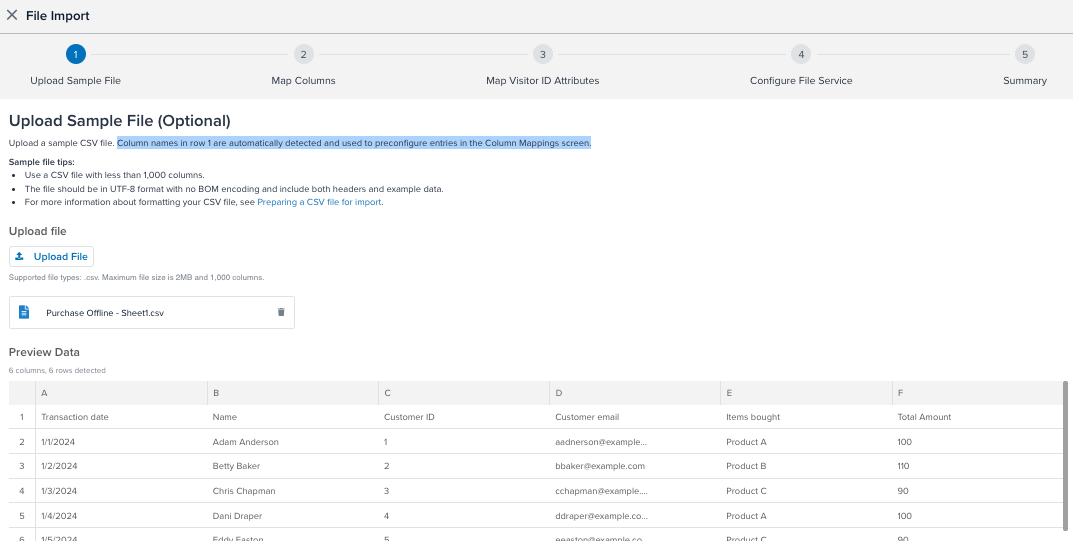 File Import
1 2 3 4 5
Upload Sample File Map Columns Map Visitor ID Attributes Configure File Service Summary
Upload Sample File (Optional)
Upload a sample CSV file. Column names in row 1 are automatically detected and used to preconfigure entries in the Column Mappings screen.
Sample file tips:
• Use a CSV file with less than 1,000 columns.
• The file should be in UTF-8 format with no BOM encoding and include both headers and example data.
• For more information about formatting your CSV file, see Preparing a CSV file for import.
Upload file
Upload File
Supported file types: .csv. Maximum file size is 2MB and 1,000 columns.
Purchase Offline - Sheet1.csv
Preview Data
6 columns, 6 rows detected
A B C D E F
1 Transaction date Name Customer ID Customer email Items bought Total Amount
2 1/1/2024 Adam Anderson 1 aadnerson@example... Product A 100
3 1/2/2024 Betty Baker 2 bbaker@example.com Product B 110
4 1/3/2024 Chris Chapman 3 cchapman@example.... Product C 90
5 1/4/2024 Dani Draper 4 ddraper@example.co... Product A 100
6 1/5/2024 Eddy Easton 5 eeaston@example.co... Product C 90